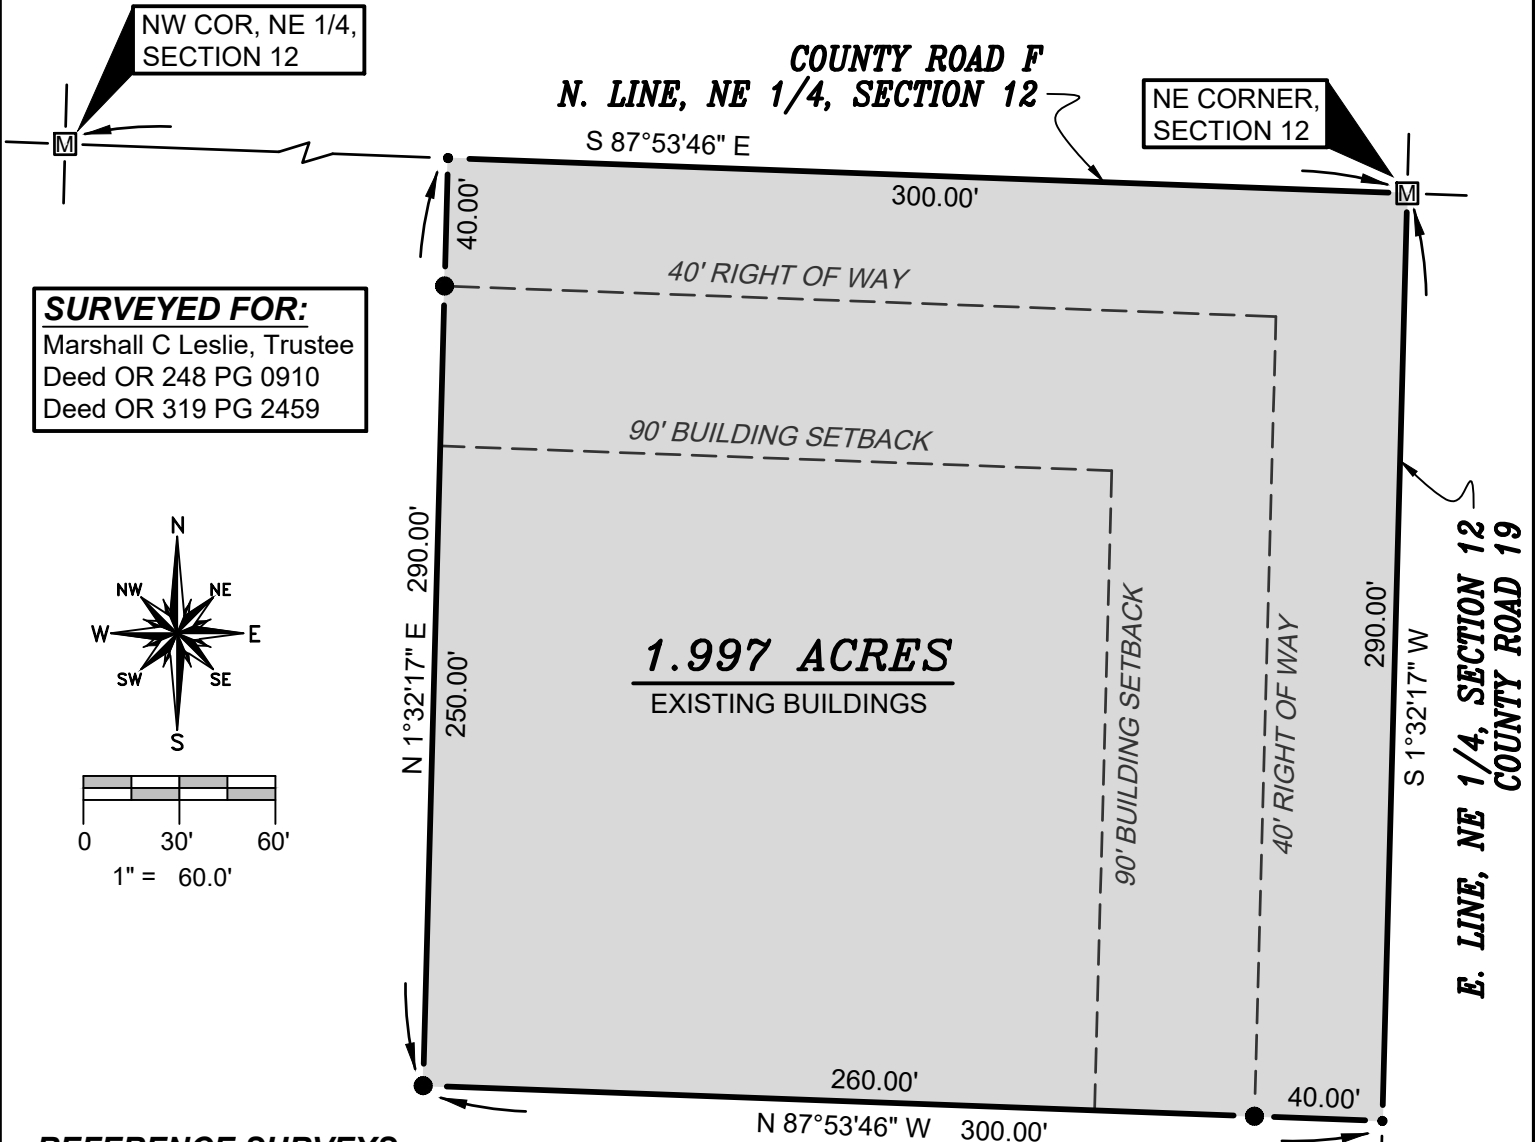 NW COR, NE 1/4,
SECTION 12
COUNTY ROAD F
N. LINE, NE 1/4, SECTION 12
NE CORNER,
SECTION 12
M
S 87°53'46" E
300.00'
M
40.00'
40' RIGHT OF WAY
SURVEYED FOR:
Marshall C Leslie, Trustee
Deed OR 248 PG 0910
Deed OR 319 PG 2459
90' BUILDING SETBACK
N
NW
NE
W
E
SW
SE
S
N 1°32'17" E 290.00'
250.00'
1.997 ACRES
EXISTING BUILDINGS
90' BUILDING SETBACK
40' RIGHT OF WAY
290.00'
S 1°32'17" W
E. LINE, NE 1/4, SECTION 12
COUNTY ROAD 19
0 30' 60'
1" = 60.0'
260.00'
40.00'
N 87°53'46" W 300.00'
REFERENCE SURVEYS